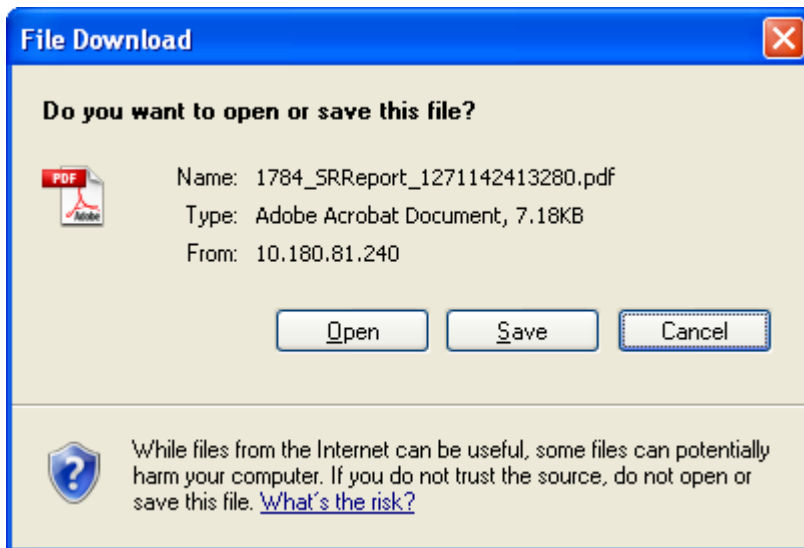 File Download
Do you want to open or save this file?
PDF
Adobe
Name: 1784_SRReport_1271142413280.pdf
Type: Adobe Acrobat Document, 7.18KB
From: 10.180.81.240
Open Save Cancel
While files from the Internet can be useful, some files can potentially
harm your computer. If you do not trust the source, do not open or
save this file. What's the risk?